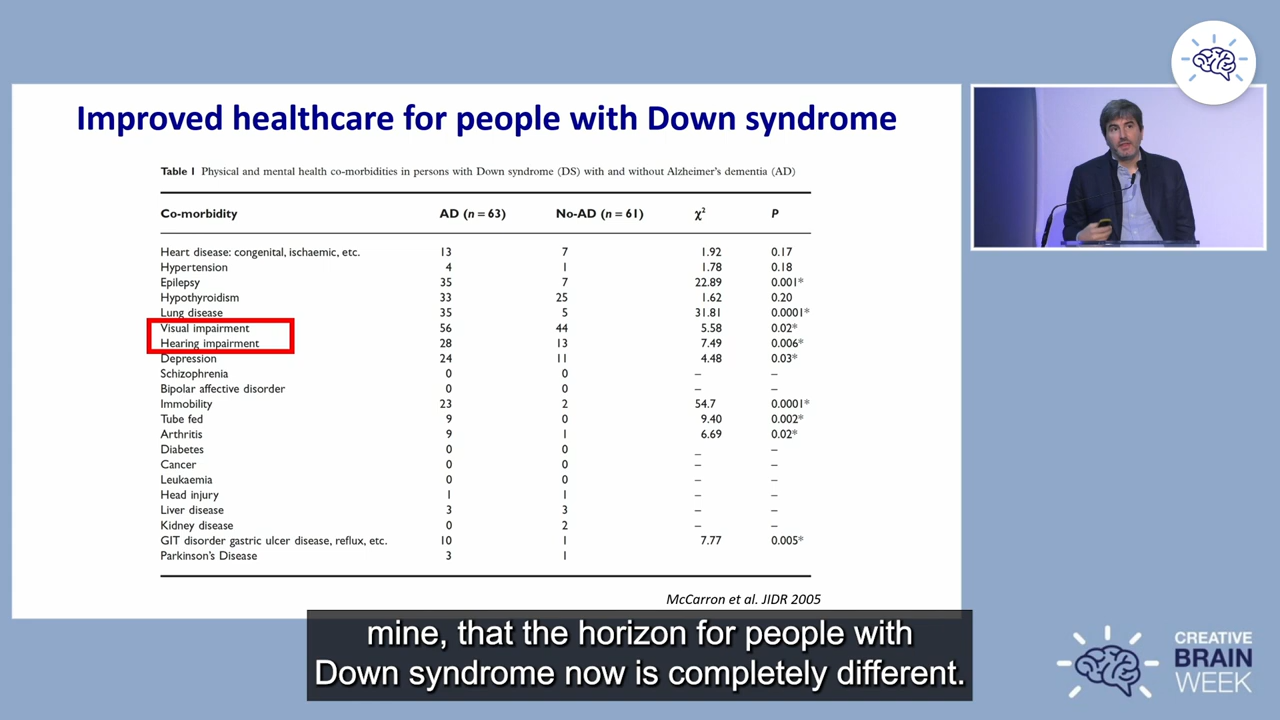 Improved healthcare for people with Down syndrome
Table 1 Physical and mental health co-morbidities in persons with Down syndrome (DS) with and without Alzheimer's dementia (AD)
Co-morbidity AD (n = 63) No-AD (n = 61) χ² P
Heart disease: congenital, ischaemic, etc. 13 7 1.92 0.17
Hypertension 4 1 1.78 0.18
Epilepsy 35 7 22.89 0.001*
Hypothyroidism 33 25 1.62 0.20
Lung disease 35 5 31.81 0.0001*
Visual impairment 56 44 5.58 0.02*
Hearing impairment 28 13 7.49 0.006*
Depression 24 11 4.48 0.03*
Schizophrenia 0 0 – –
Bipolar affective disorder 0 0 – –
Immobility 23 2 54.7 0.0001*
Tube fed 9 0 9.40 0.002*
Arthritis 9 1 6.69 0.02*
Diabetes 0 0 _ –
Cancer 0 0 – –
Leukaemia 0 0 – –
Head injury 1 1 – –
Liver disease 3 3 – –
Kidney disease 0 2 – –
GIT disorder gastric ulcer disease, reflux, etc. 10 1 7.77 0.005*
Parkinson's Disease 3 1
McCarron et al. JIDR 2005
mine, that the horizon for people with
Down syndrome now is completely different.
CREATIVE
BRAIN
WEEK